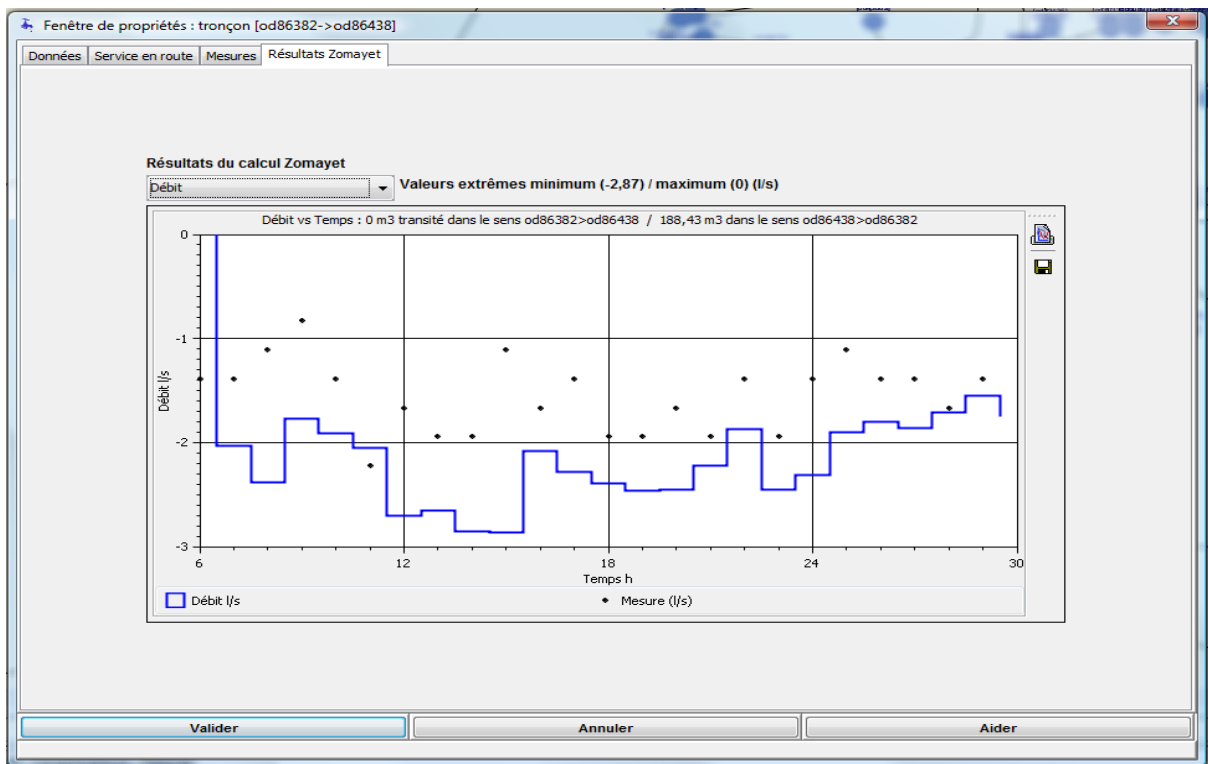 Fenêtre de propriétés : tronçon [od86382->od86438]
Données Service en route Mesures Résultats Zomayet
Résultats du calcul Zomayet
Débit Valeurs extrêmes minimum (-2,87) / maximum (0) (l/s)
Débit vs Temps : 0 m3 transité dans le sens od86382>od86438 / 188,43 m3 dans le sens od86438>od86382
0
-1
Débit l/s
-2
-3
6 12 18 24 30
Temps h
Débit l/s Mesure (l/s)
Valider Annuler Aider